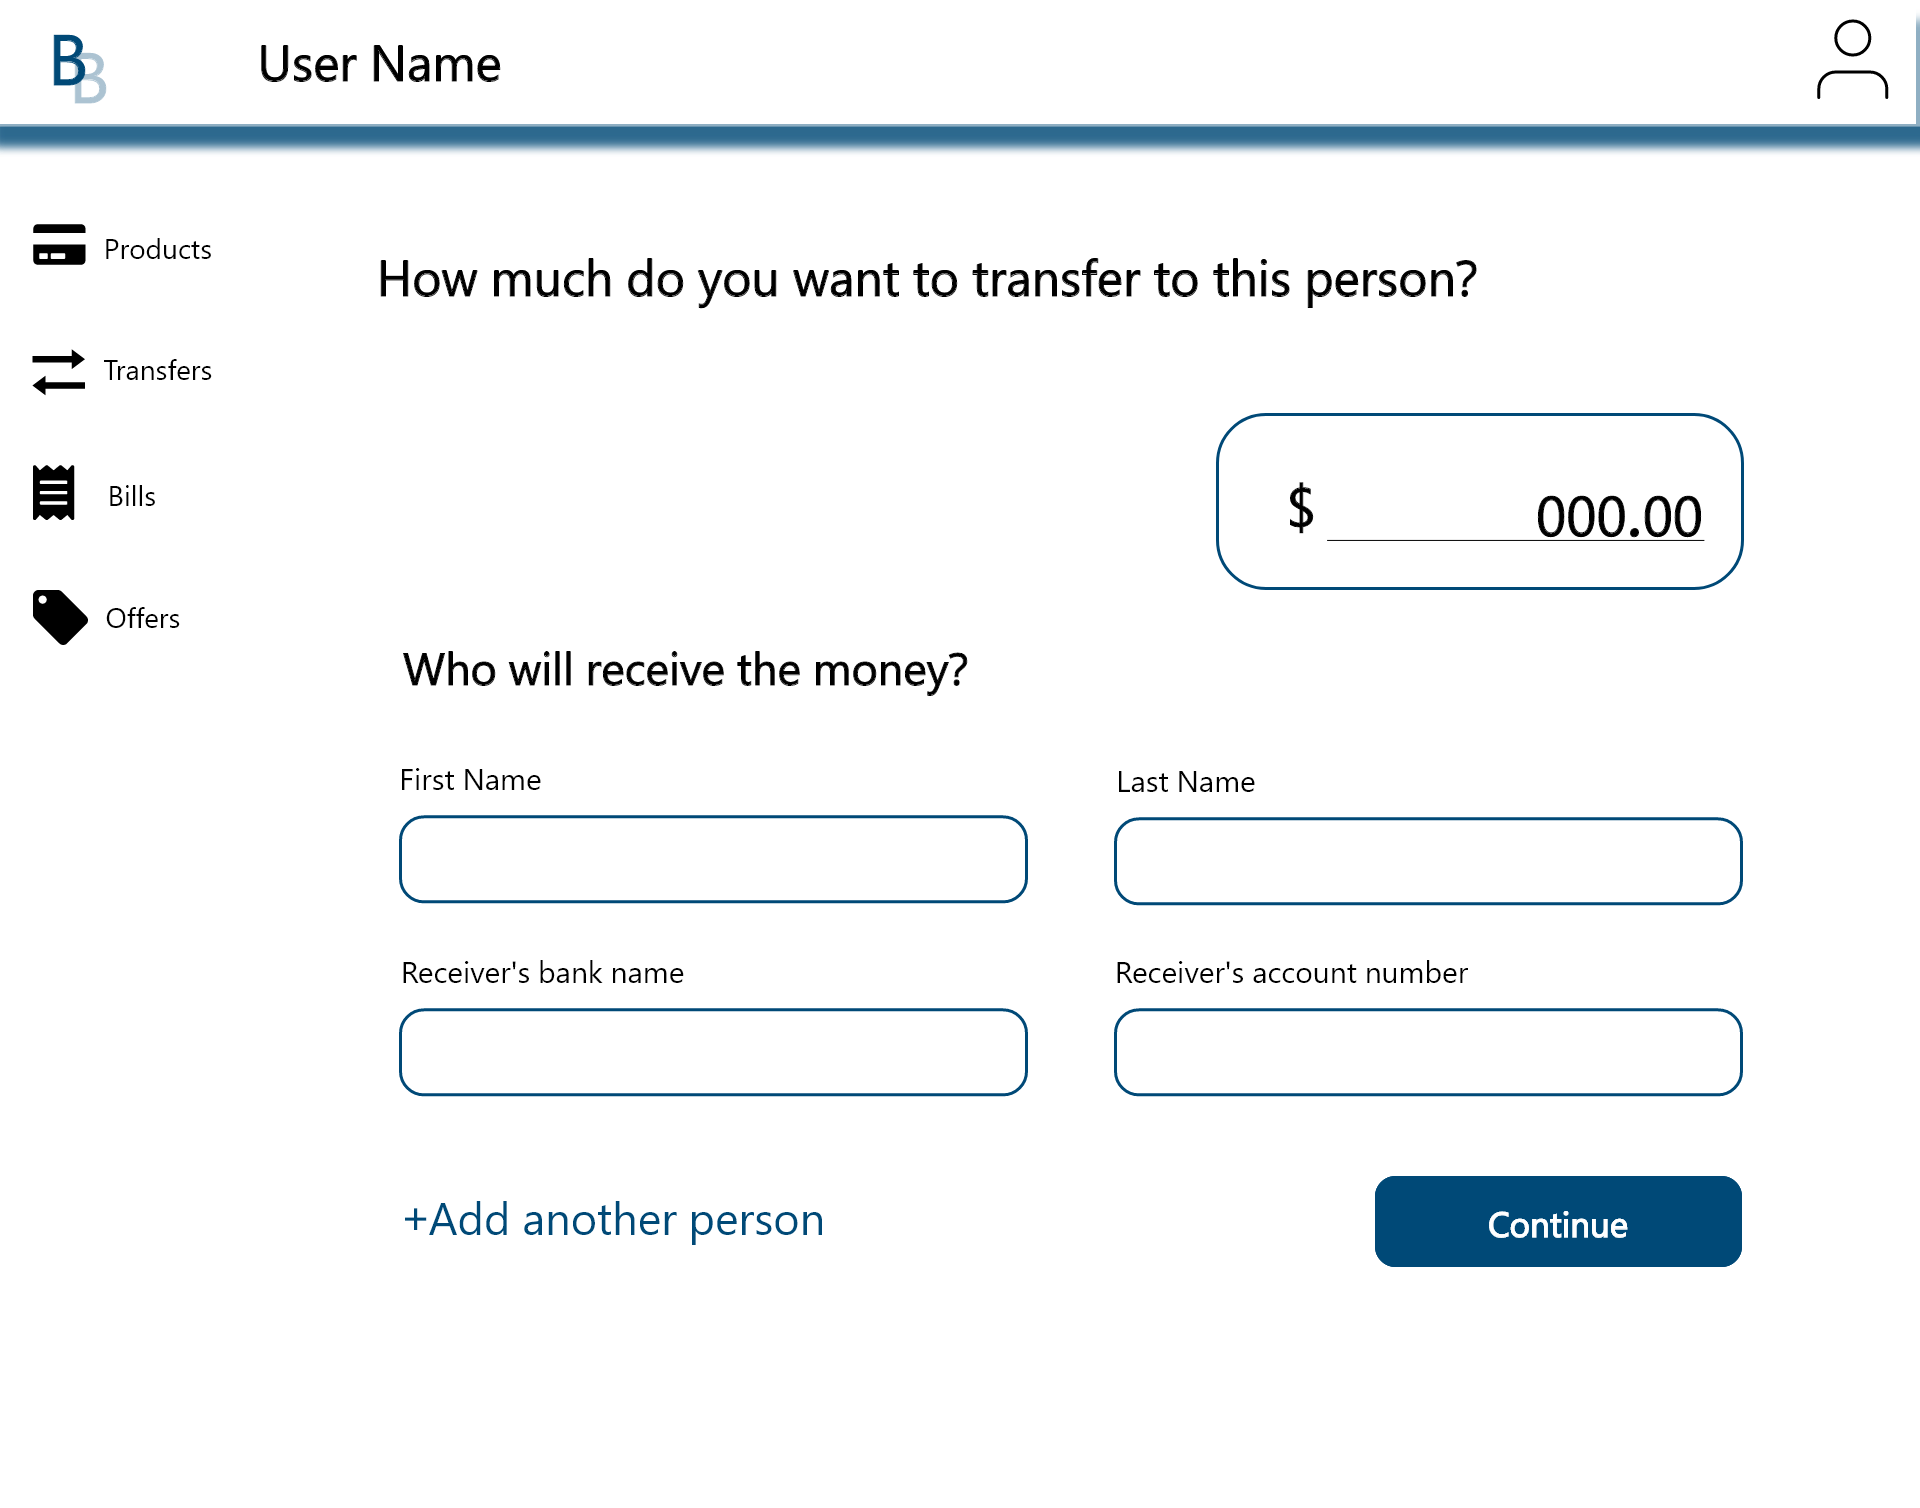 BB
User Name
Products
How much do you want to transfer to this person?
Transfers
Bills
$ 000.00
Offers
Who will receive the money?
First Name
Last Name
Receiver's bank name
Receiver's account number
+Add another person
Continue